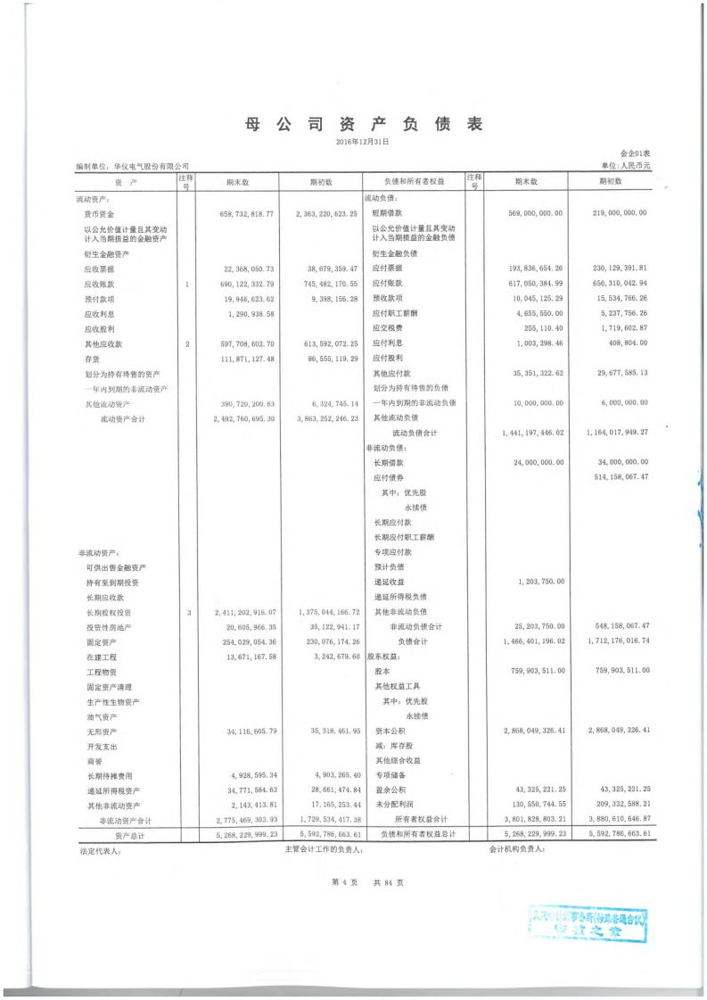 母公司资产负债表
2016年12月31日
会企01表
编制单位：华仪电气股份有限公司 单位:人民币元
资 产 注释号 期末数 期初数 负债和所有者权益 注释号 期末数 期初数
流动资产： 流动负债：
货币资金 658,732,818.77 2,363,220,623.25 短期借款 569,000,000.00 219,000,000.00
以公允价值计量且其变动 以公允价值计量且其变动
计入当期损益的金融资产 计入当期损益的金融负债
衍生金融资产 衍生金融负债
应收票据 22,368,050.73 38,679,359.47 应付票据 193,836,654.26 230,129,391.81
应收账款 1 690,122,332.79 745,482,170.55 应付账款 617,050,384.99 656,310,042.94
预付款项 19,946,623.62 9,398,156.28 预收款项 10,045,125.29 15,534,766.26
应收利息 1,290,938.58 应付职工薪酬 4,655,550.00 5,237,756.26
应收股利 应交税费 255,110.40 1,719,602.87
其他应收款 2 597,708,602.70 613,592,072.25 应付利息 1,003,298.46 408,804.00
存货 111,871,127.48 86,555,119.29 应付股利
划分为持有待售的资产 其他应付款 35,351,322.62 29,677,585.13
一年内到期的非流动资产 划分为持有待售的负债
其他流动资产 390,720,200.63 6,324,745.14 一年内到期的非流动负债 10,000,000.00 6,000,000.00
流动资产合计 2,492,760,695.30 3,863,252,246.23 其他流动负债
流动负债合计 1,441,197,446.02 1,164,017,949.27
非流动负债：
长期借款 24,000,000.00 34,000,000.00
应付债券 514,158,067.47
其中：优先股
永续债
长期应付款
长期应付职工薪酬
非流动资产： 专项应付款
可供出售金融资产 预计负债
持有至到期投资 递延收益 1,203,750.00
长期应收款 递延所得税负债
长期股权投资 3 2,411,202,916.07 1,375,044,166.72 其他非流动负债
投资性房地产 20,605,966.35 35,122,941.17 非流动负债合计 25,203,750.00 548,158,067.47
固定资产 254,029,054.36 230,076,174.26 负债合计 1,466,401,196.02 1,712,176,016.74
在建工程 13,671,167.58 3,242,679.60 股东权益：
工程物资 股本 759,903,511.00 759,903,511.00
固定资产清理 其他权益工具
生产性生物资产 其中：优先股
油气资产 永续债
无形资产 34,116,605.79 35,318,461.95 资本公积 2,868,049,326.41 2,868,049,326.41
开发支出 减：库存股
商誉 其他综合收益
长期待摊费用 4,928,595.34 4,903,265.40 专项储备
递延所得税资产 34,771,584.63 28,661,474.84 盈余公积 43,325,221.25 43,325,221.25
其他非流动资产 2,143,413.81 17,165,253.44 未分配利润 130,550,744.55 209,332,588.21
非流动资产合计 2,775,469,303.93 1,729,534,417.38 所有者权益合计 3,801,828,803.21 3,880,610,646.87
资产总计 5,268,229,999.23 5,592,786,663.61 负债和所有者权益总计 5,268,229,999.23 5,592,786,663.61
法定代表人： 主管会计工作的负责人： 会计机构负责人：
第 4 页 共 84 页
事务所(特殊普通合伙)
之章